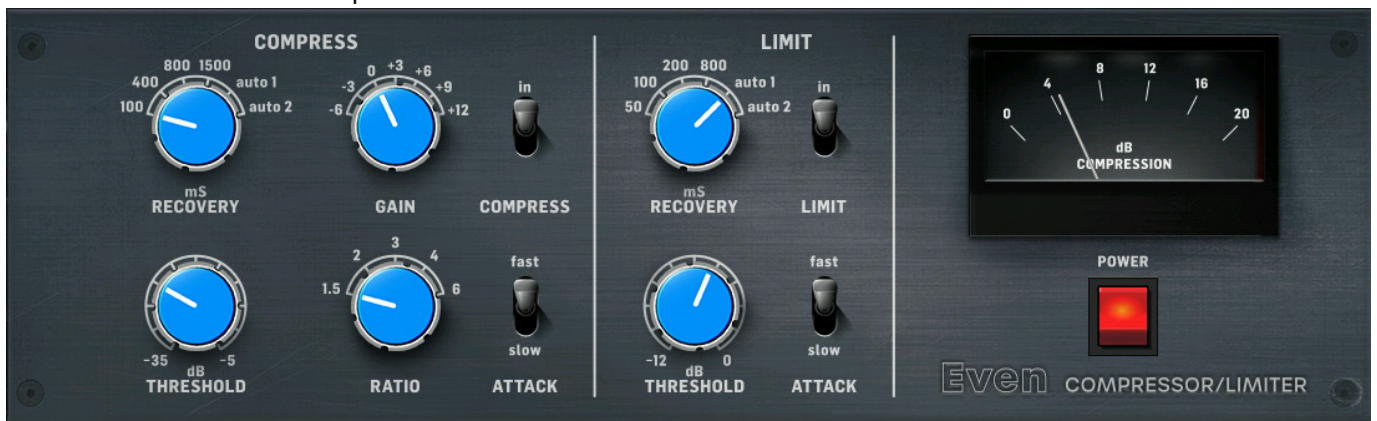 COMPRESS
800 1500
400 auto 1
100 auto 2
mS
RECOVERY
0 +3
-3 +6
-6 +9
+12
GAIN
in
COMPRESS
-35 -5
dB
THRESHOLD
3
2 4
1.5 6
RATIO
fast
slow
ATTACK
LIMIT
200 800
100 auto 1
50 auto 2
mS
RECOVERY
in
LIMIT
-12 0
dB
THRESHOLD
fast
slow
ATTACK
0 4 8 12 16 20
dB
COMPRESSION
POWER
Even COMPRESSOR/LIMITER